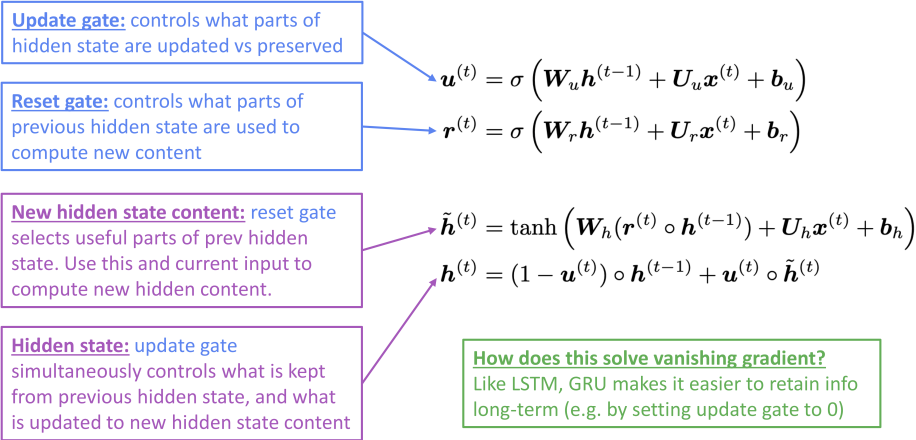 Update gate: controls what parts of
hidden state are updated vs preserved
u^(t) = σ (W_u h^(t−1) + U_u x^(t) + b_u)
Reset gate: controls what parts of
previous hidden state are used to
compute new content
r^(t) = σ (W_r h^(t−1) + U_r x^(t) + b_r)
New hidden state content: reset gate
selects useful parts of prev hidden
state. Use this and current input to
compute new hidden content.
h̃^(t) = tanh (W_h(r^(t) ∘ h^(t−1)) + U_h x^(t) + b_h)
h^(t) = (1 − u^(t)) ∘ h^(t−1) + u^(t) ∘ h̃^(t)
Hidden state: update gate
simultaneously controls what is kept
from previous hidden state, and what
is updated to new hidden state content
How does this solve vanishing gradient?
Like LSTM, GRU makes it easier to retain info
long-term (e.g. by setting update gate to 0)